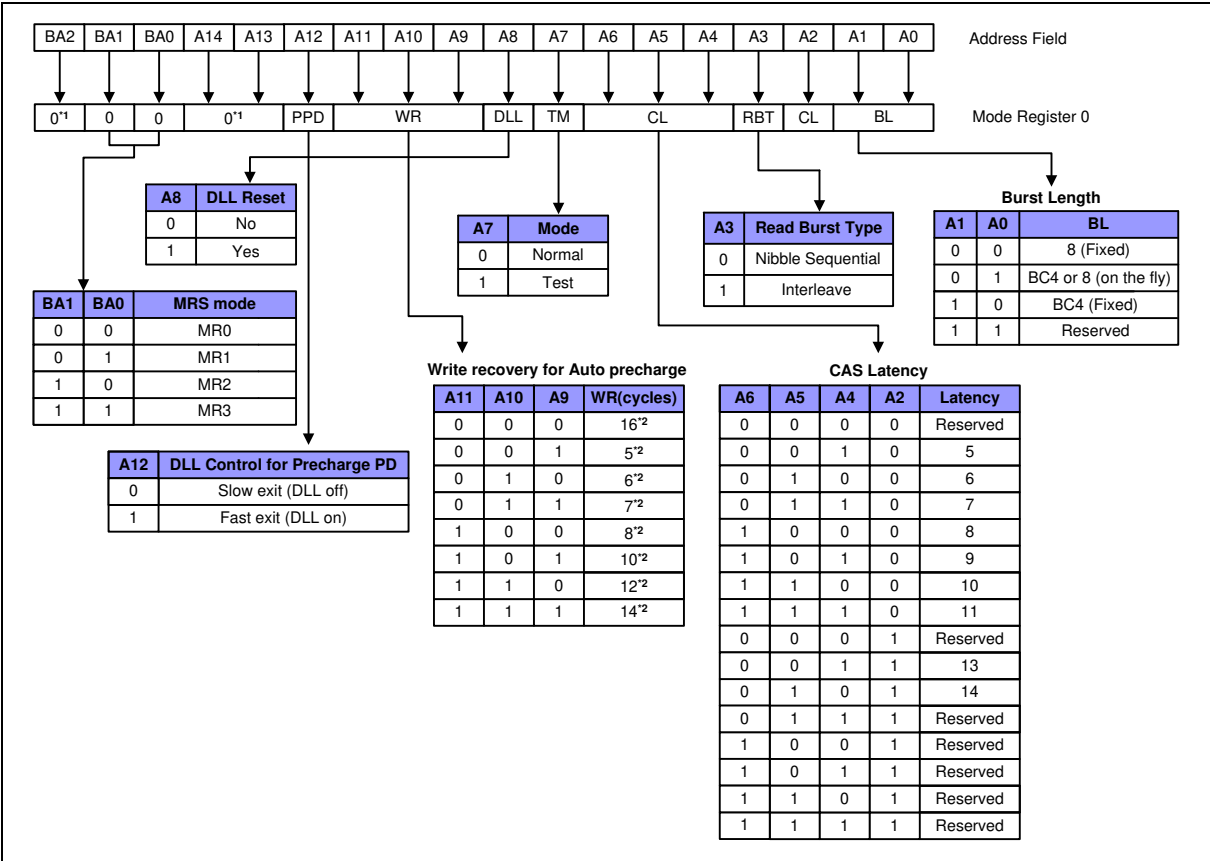 BA2 BA1 BA0 A14 A13 A12 A11 A10 A9 A8 A7 A6 A5 A4 A3 A2 A1 A0 Address Field
0*1 0 0 0*1 PPD WR DLL TM CL RBT CL BL Mode Register 0
A8 DLL Reset
0 No
1 Yes
A7 Mode
0 Normal
1 Test
A3 Read Burst Type
0 Nibble Sequential
1 Interleave
Burst Length
A1 A0 BL
0 0 8 (Fixed)
0 1 BC4 or 8 (on the fly)
1 0 BC4 (Fixed)
1 1 Reserved
BA1 BA0 MRS mode
0 0 MR0
0 1 MR1
1 0 MR2
1 1 MR3
A12 DLL Control for Precharge PD
0 Slow exit (DLL off)
1 Fast exit (DLL on)
Write recovery for Auto precharge
A11 A10 A9 WR(cycles)
0 0 0 16*2
0 0 1 5*2
0 1 0 6*2
0 1 1 7*2
1 0 0 8*2
1 0 1 10*2
1 1 0 12*2
1 1 1 14*2
CAS Latency
A6 A5 A4 A2 Latency
0 0 0 0 Reserved
0 0 1 0 5
0 1 0 0 6
0 1 1 0 7
1 0 0 0 8
1 0 1 0 9
1 1 0 0 10
1 1 1 0 11
0 0 0 1 Reserved
0 0 1 1 13
0 1 0 1 14
0 1 1 1 Reserved
1 0 0 1 Reserved
1 0 1 1 Reserved
1 1 0 1 Reserved
1 1 1 1 Reserved